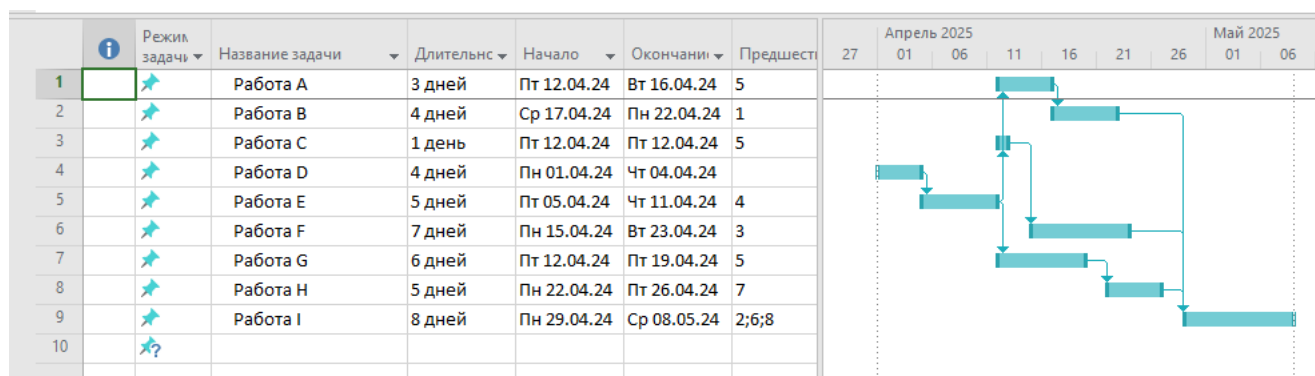 Режим задачи Название задачи Длительнс Начало Окончани Предшест 27 Апрель 2025 01 06 11 16 21 26 Май 2025 01 06
1 Работа A 3 дней Пт 12.04.24 Вт 16.04.24 5
2 Работа B 4 дней Ср 17.04.24 Пн 22.04.24 1
3 Работа C 1 день Пт 12.04.24 Пт 12.04.24 5
4 Работа D 4 дней Пн 01.04.24 Чт 04.04.24
5 Работа E 5 дней Пт 05.04.24 Чт 11.04.24 4
6 Работа F 7 дней Пн 15.04.24 Вт 23.04.24 3
7 Работа G 6 дней Пт 12.04.24 Пт 19.04.24 5
8 Работа H 5 дней Пн 22.04.24 Пт 26.04.24 7
9 Работа I 8 дней Пн 29.04.24 Ср 08.05.24 2;6;8
10 ?